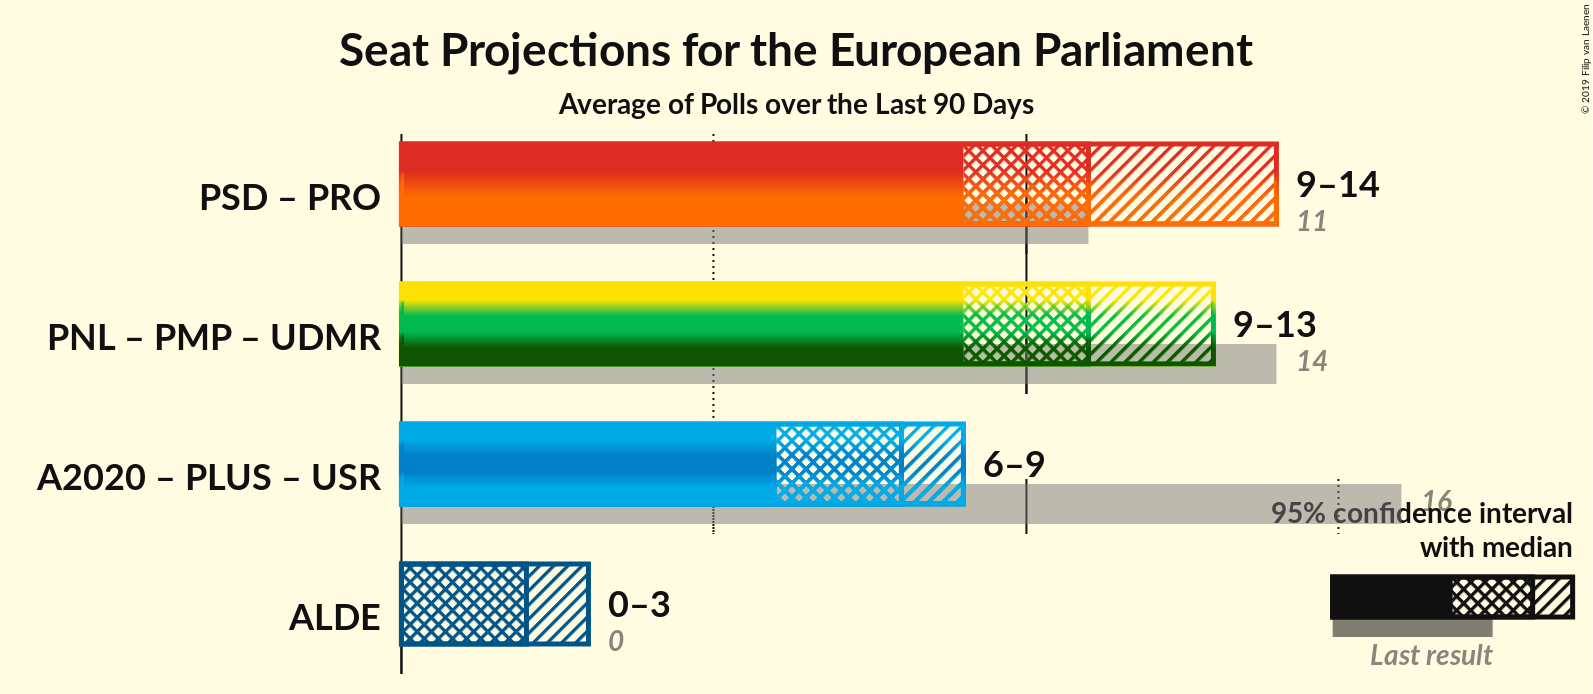 Seat Projections for the European Parliament
Average of Polls over the Last 90 Days
© 2019 Filip van Laenen
PSD – PRO
9–14
11
PNL – PMP – UDMR
9–13
14
A2020 – PLUS – USR
6–9
16
95% confidence interval
with median
ALDE
0–3
0
Last result